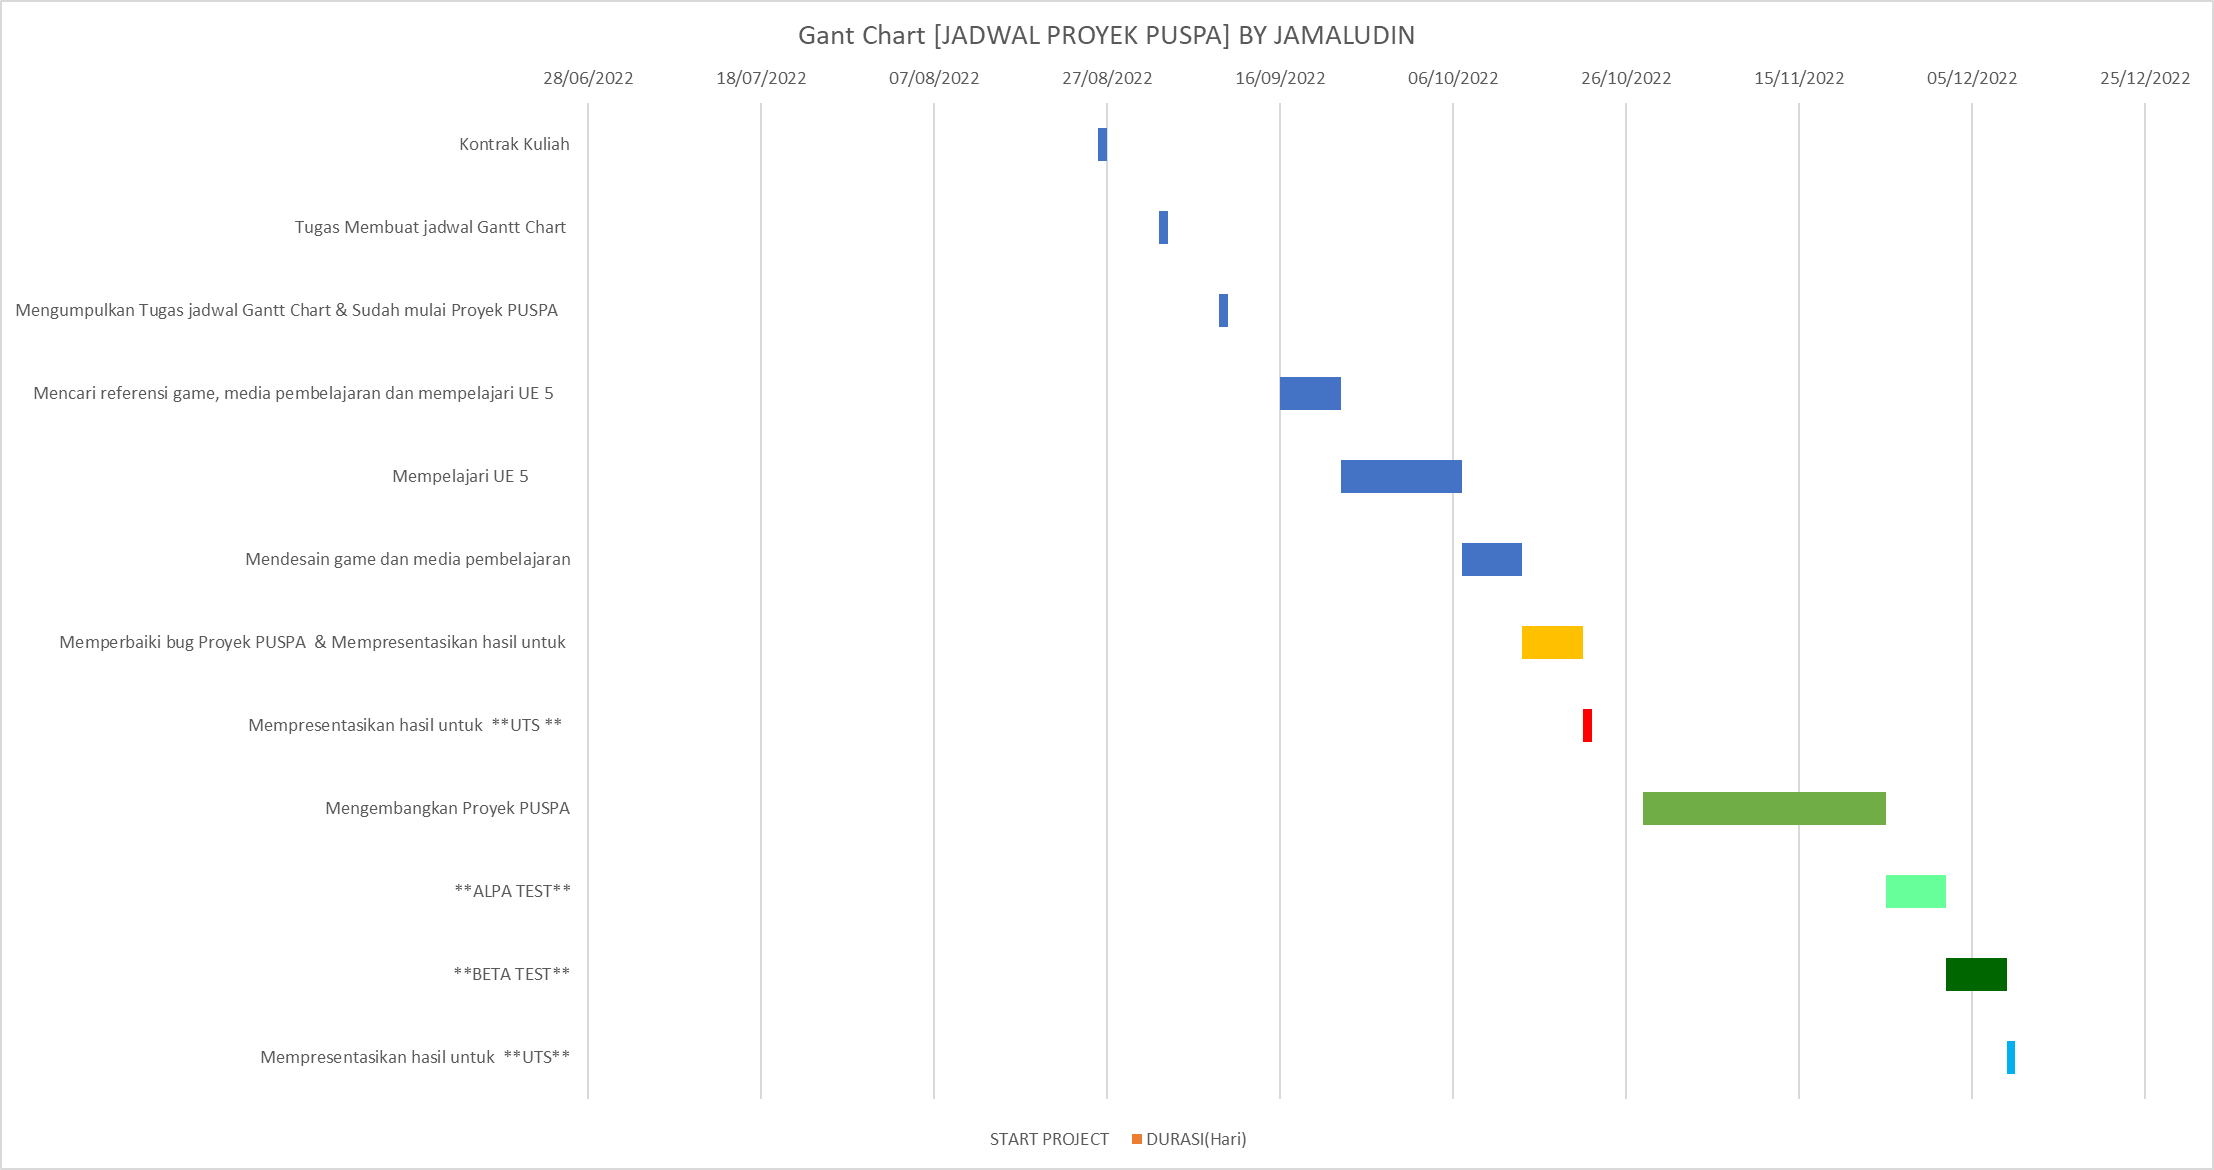 Gant Chart [JADWAL PROYEK PUSPA] BY JAMALUDIN
28/06/2022 18/07/2022 07/08/2022 27/08/2022 16/09/2022 06/10/2022 26/10/2022 15/11/2022 05/12/2022 25/12/2022
Kontrak Kuliah
Tugas Membuat jadwal Gantt Chart
Mengumpulkan Tugas jadwal Gantt Chart & Sudah mulai Proyek PUSPA
Mencari referensi game, media pembelajaran dan mempelajari UE 5
Mempelajari UE 5
Mendesain game dan media pembelajaran
Memperbaiki bug Proyek PUSPA & Mempresentasikan hasil untuk
Mempresentasikan hasil untuk **UTS **
Mengembangkan Proyek PUSPA
**ALPA TEST**
**BETA TEST**
Mempresentasikan hasil untuk **UTS**
START PROJECT DURASI(Hari)